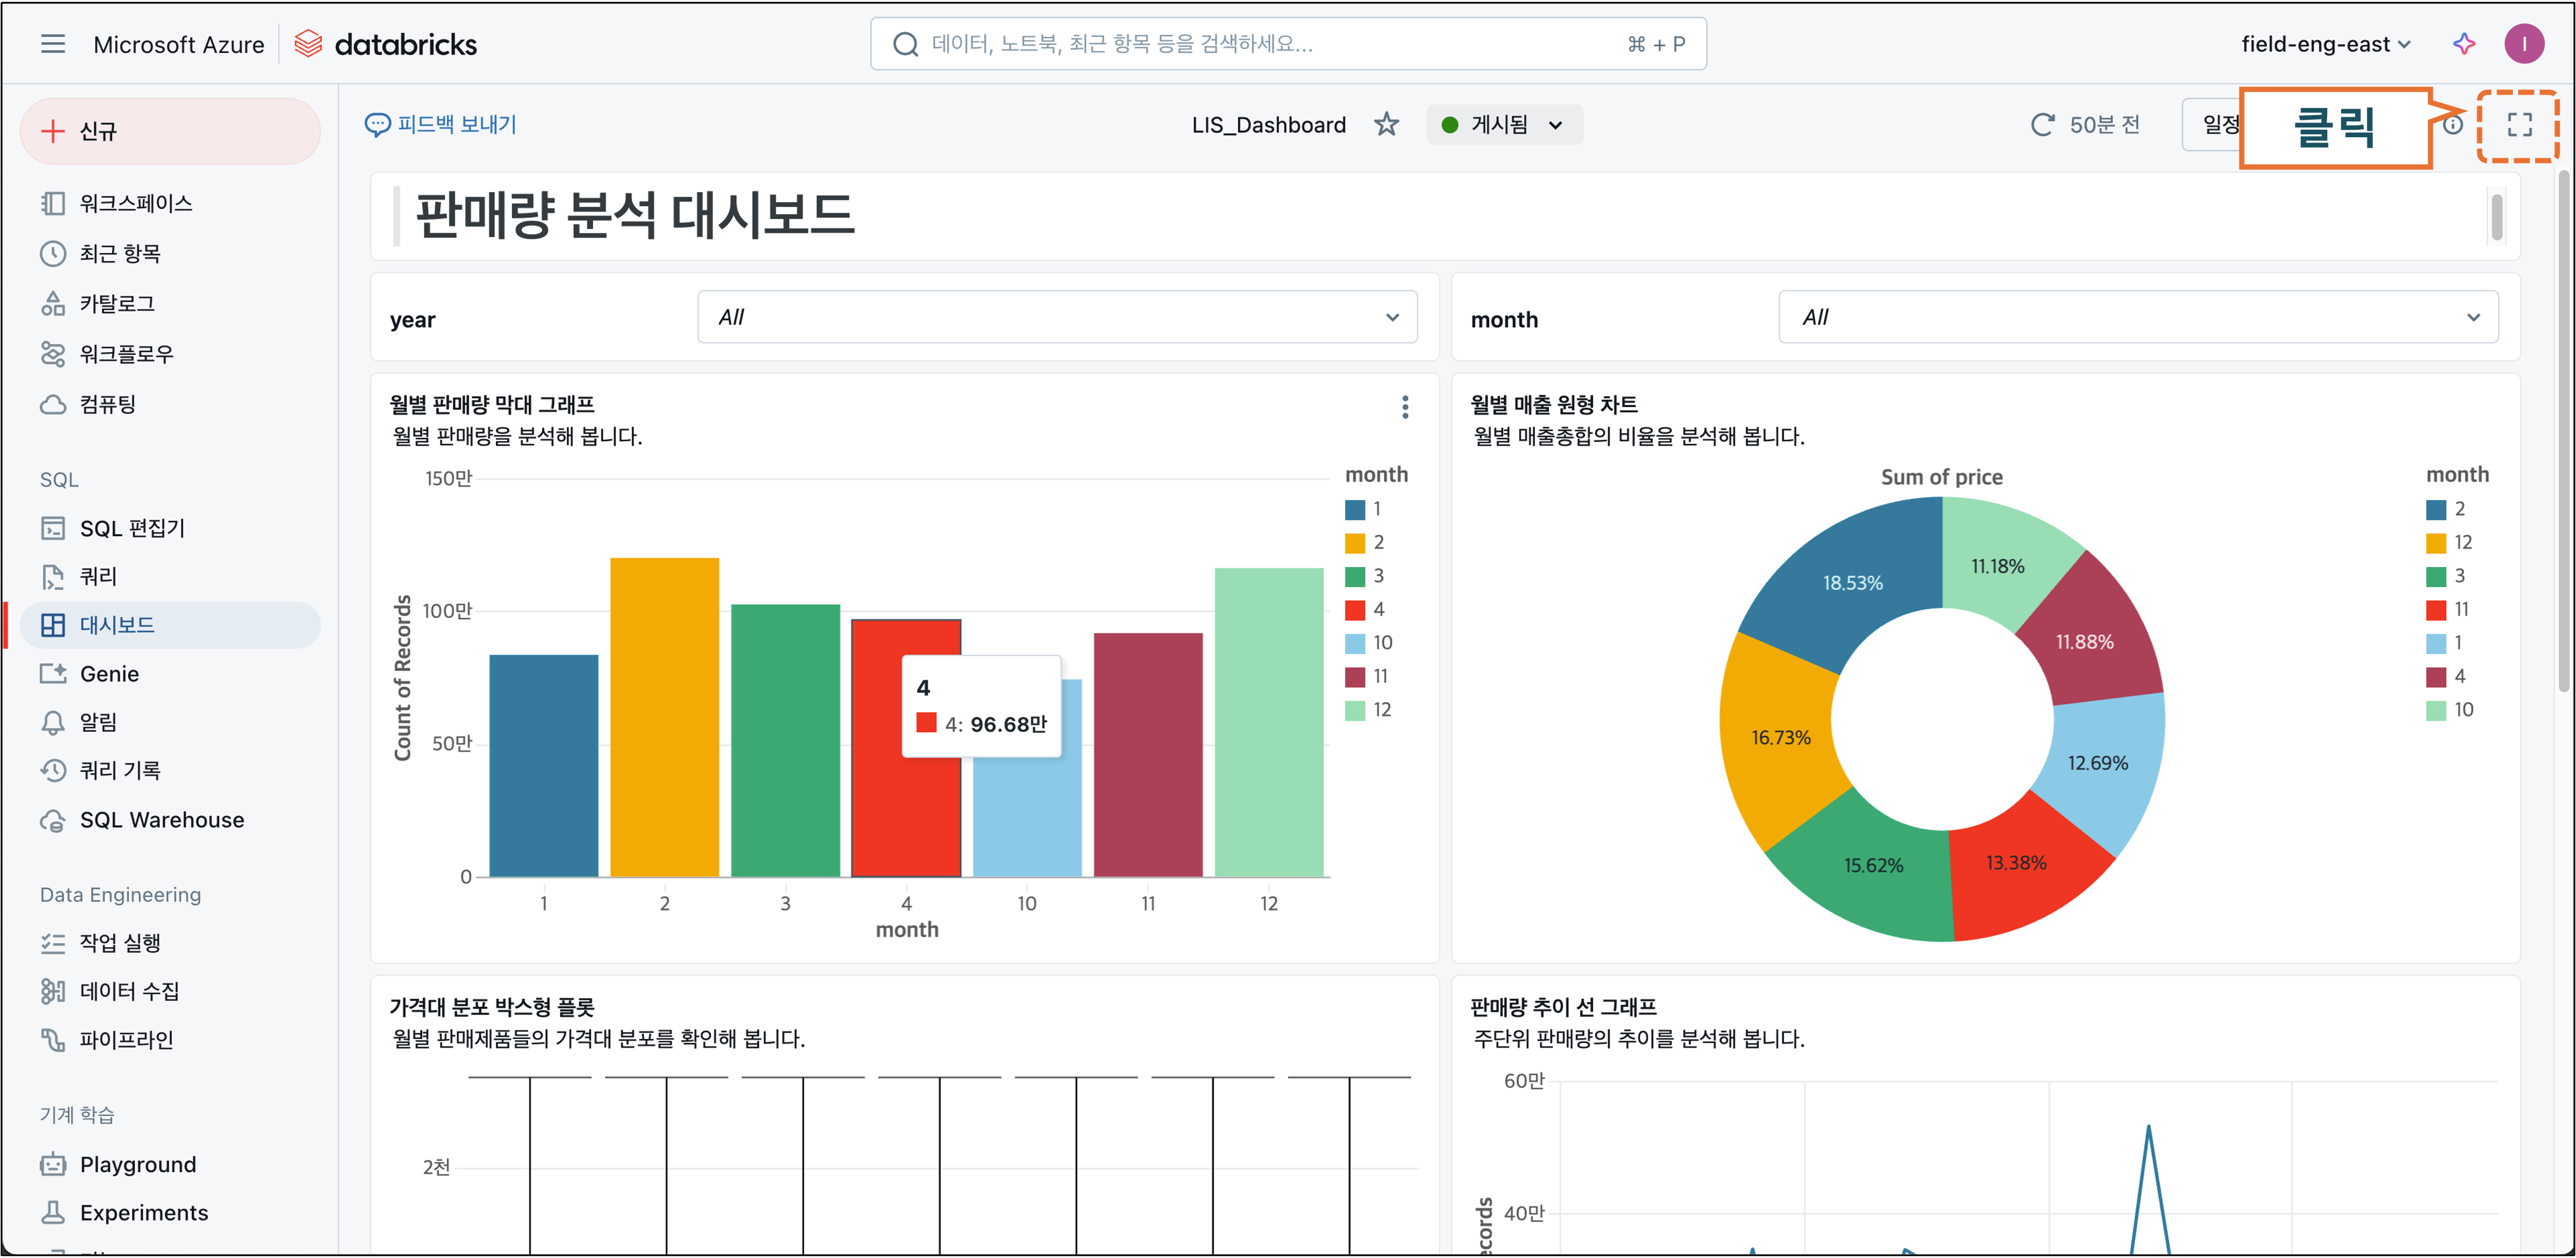 Microsoft Azure
databricks
데이터, 노트북, 최근 항목 등을 검색하세요...
⌘ + P
field-eng-east
I
신규
워크스페이스
최근 항목
카탈로그
워크플로우
컴퓨팅
SQL
SQL 편집기
쿼리
대시보드
Genie
알림
쿼리 기록
SQL Warehouse
Data Engineering
작업 실행
데이터 수집
파이프라인
기계 학습
Playground
Experiments
피드백 보내기
LIS_Dashboard
게시됨
50분 전
일정
클릭
판매량 분석 대시보드
year
All
month
All
월별 판매량 막대 그래프
월별 판매량을 분석해 봅니다.
150만
100만
50만
0
Count of Records
1
2
3
4
10
11
12
month
4
4: 96.68만
month
1
2
3
4
10
11
12
월별 매출 원형 차트
월별 매출총합의 비율을 분석해 봅니다.
Sum of price
18.53%
11.18%
11.88%
16.73%
12.69%
15.62%
13.38%
month
2
12
3
11
1
4
10
가격대 분포 박스형 플롯
월별 판매제품들의 가격대 분포를 확인해 봅니다.
2천
판매량 추이 선 그래프
주단위 판매량의 추이를 분석해 봅니다.
60만
40만